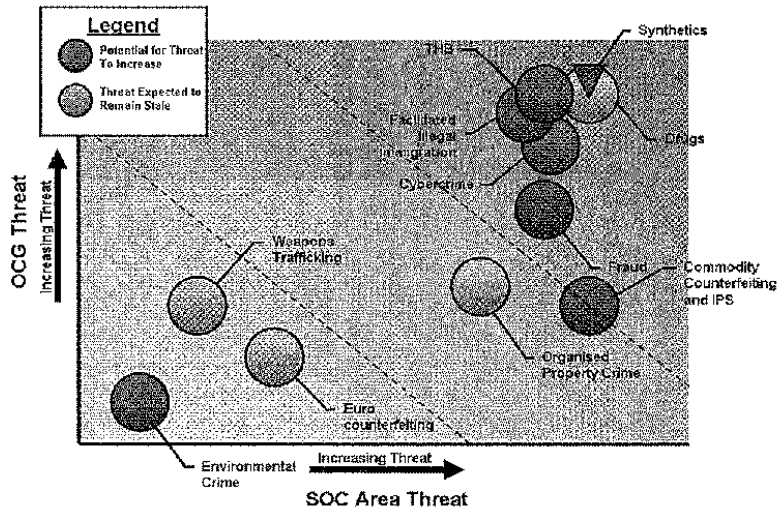 Legend
Potential for Threat
To Increase
Threat Expected to
Remain Stale
Synthetics
THB
Facilitated
Illegal
Immigration
Drugs
Cybercrime
OCG Threat
Increasing Threat
Weapons
Trafficking
Fraud
Commodity
Counterfeiting
and IPS
Organised
Property Crime
Euro
counterfeiting
Environmental
Crime
Increasing Threat
SOC Area Threat